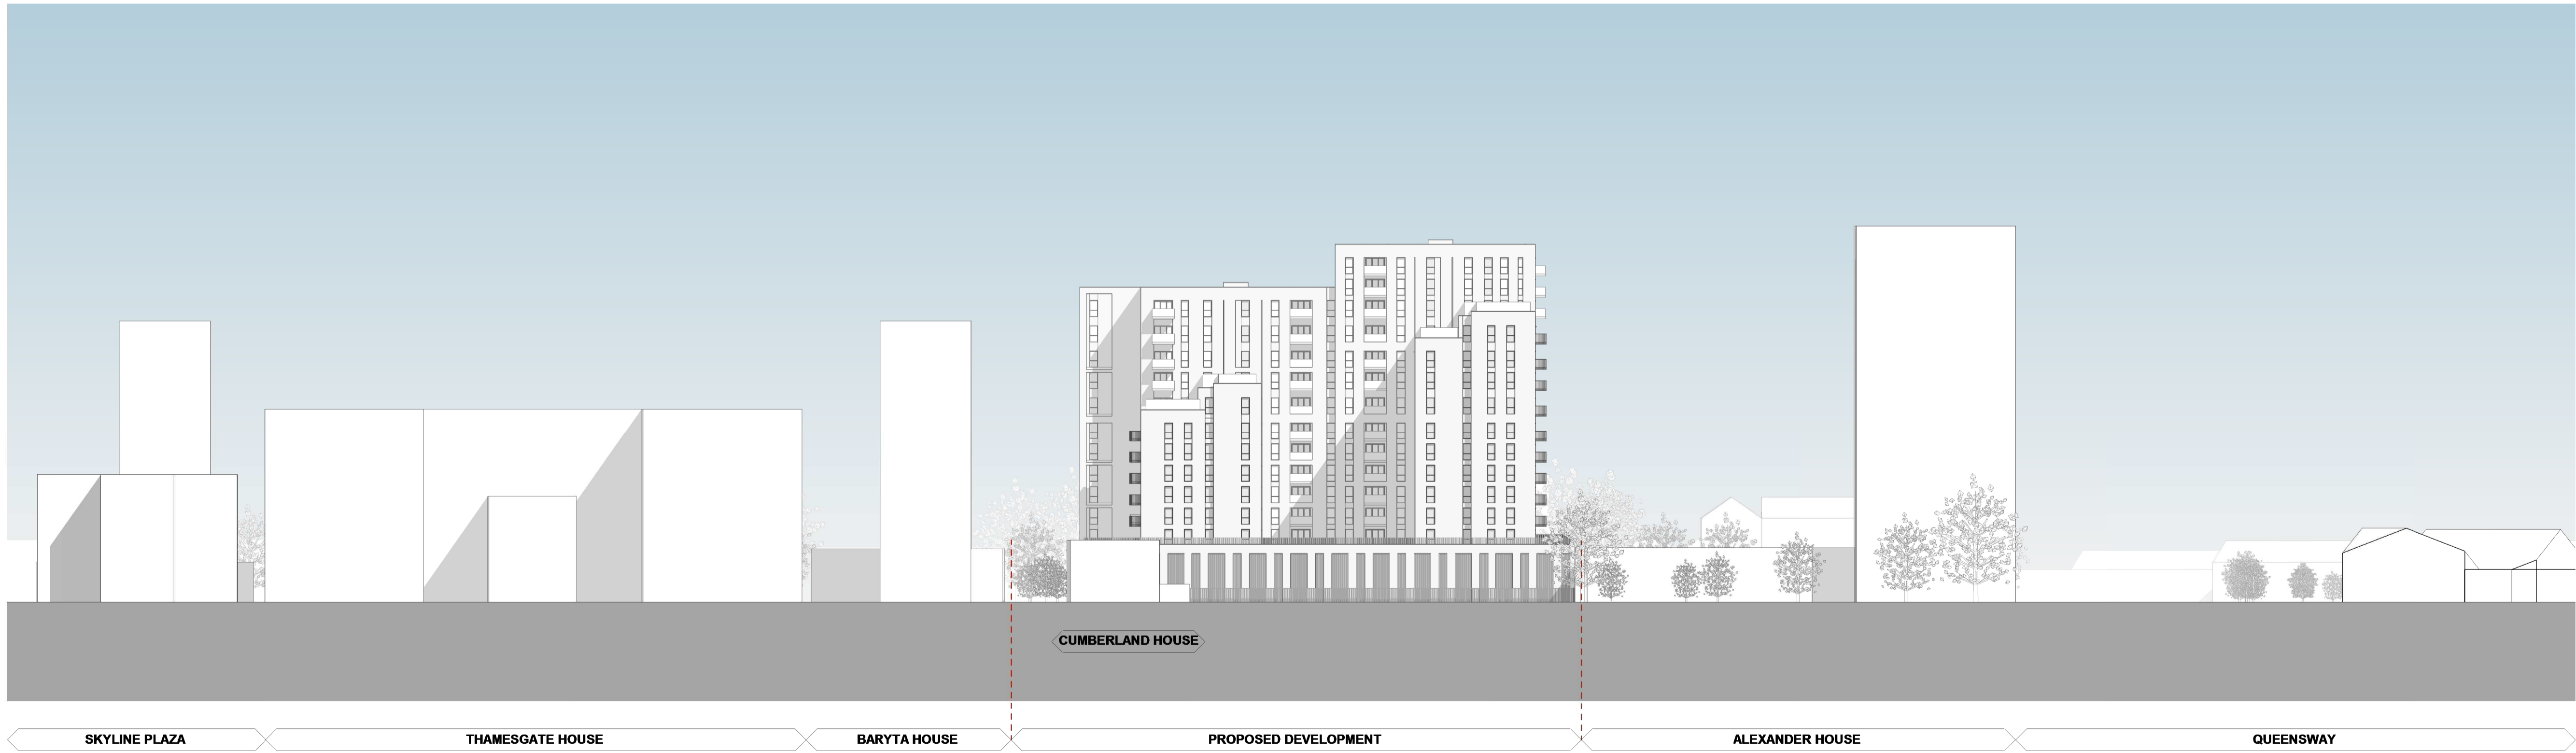 CUMBERLAND HOUSE
SKYLINE PLAZA
THAMESGATE HOUSE
BARYTA HOUSE
PROPOSED DEVELOPMENT
ALEXANDER HOUSE
QUEENSWAY